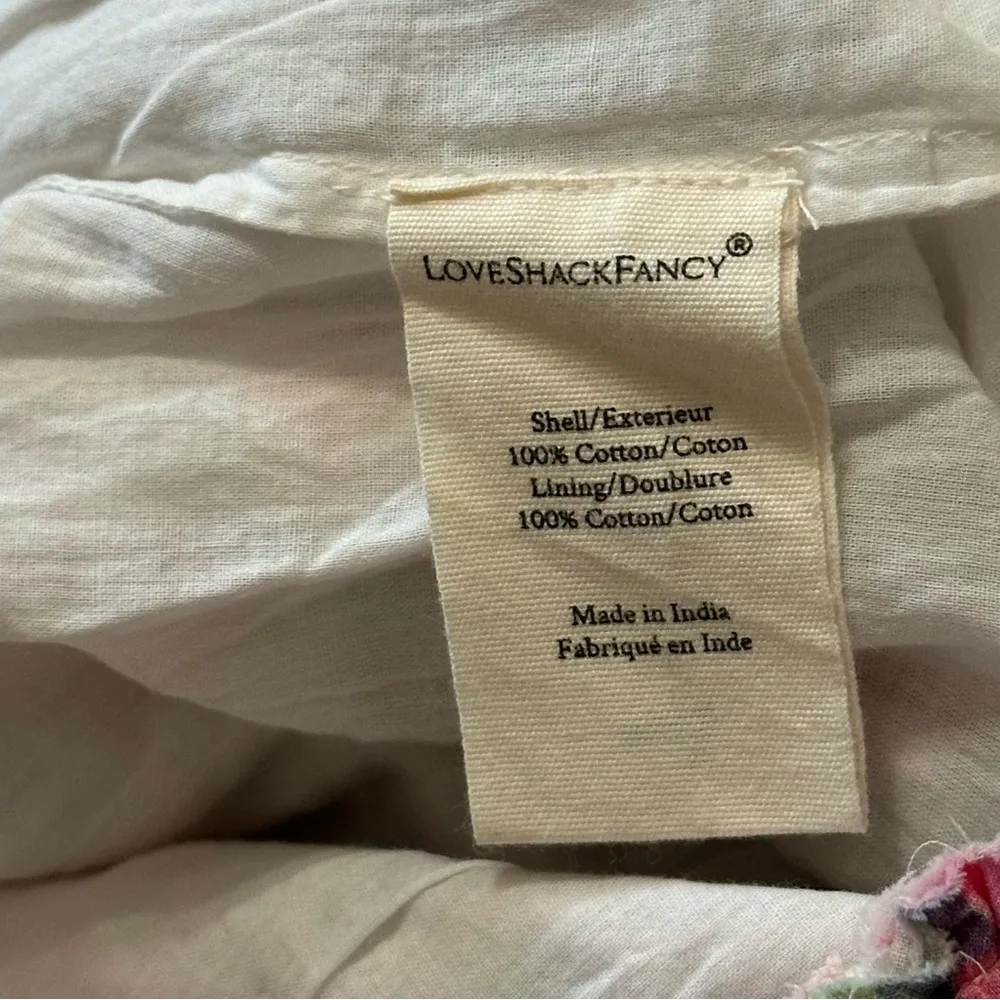 LOVESHACKFANCY®
Shell/Exterieur
100% Cotton/Coton
Lining/Doublure
100% Cotton/Coton
Made in India
Fabriqué en Inde